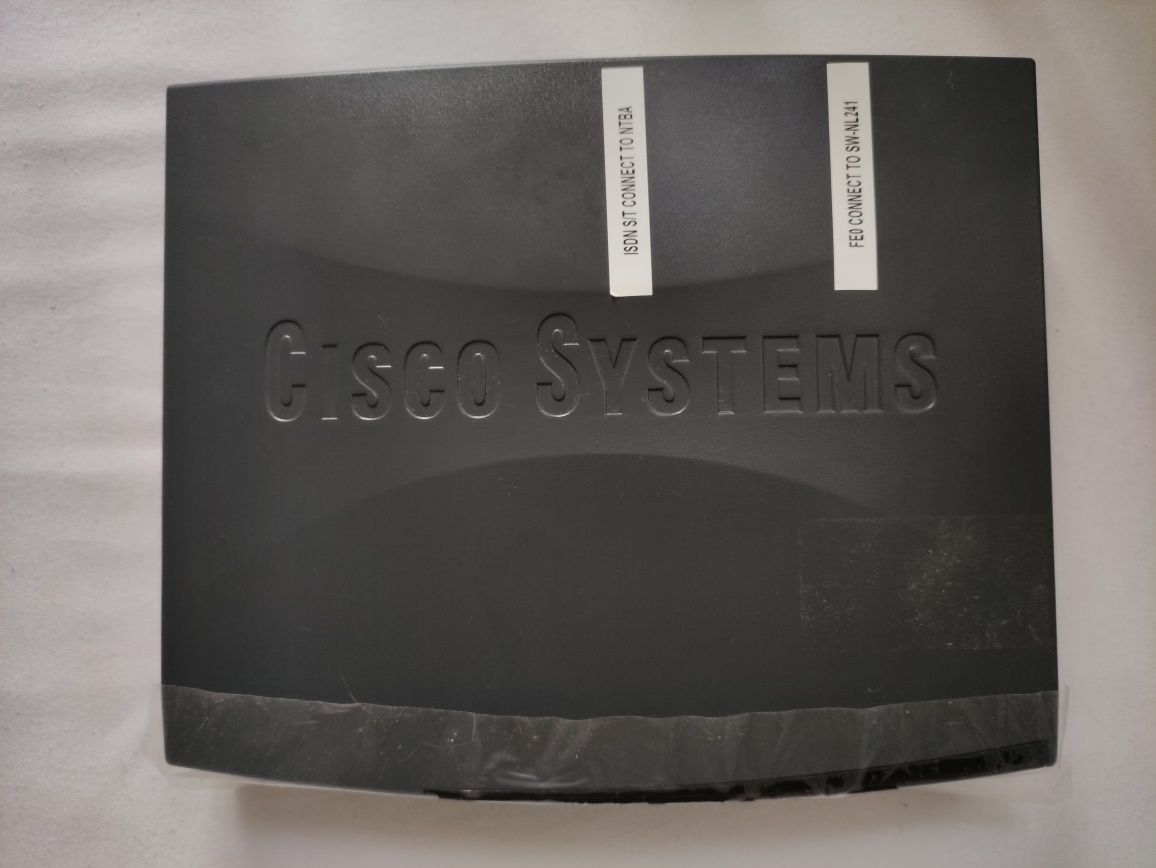 ISDN S/T CONNECT TO NTBA
FE0 CONNECT TO SW-NL241
CISCO SYSTEMS